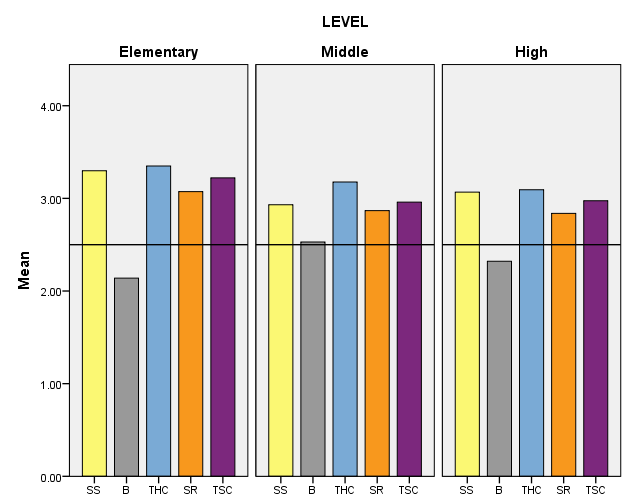 LEVEL
Elementary Middle High
Mean
4.00
3.00
2.00
1.00
0.00
SS B THC SR TSC SS B THC SR TSC SS B THC SR TSC